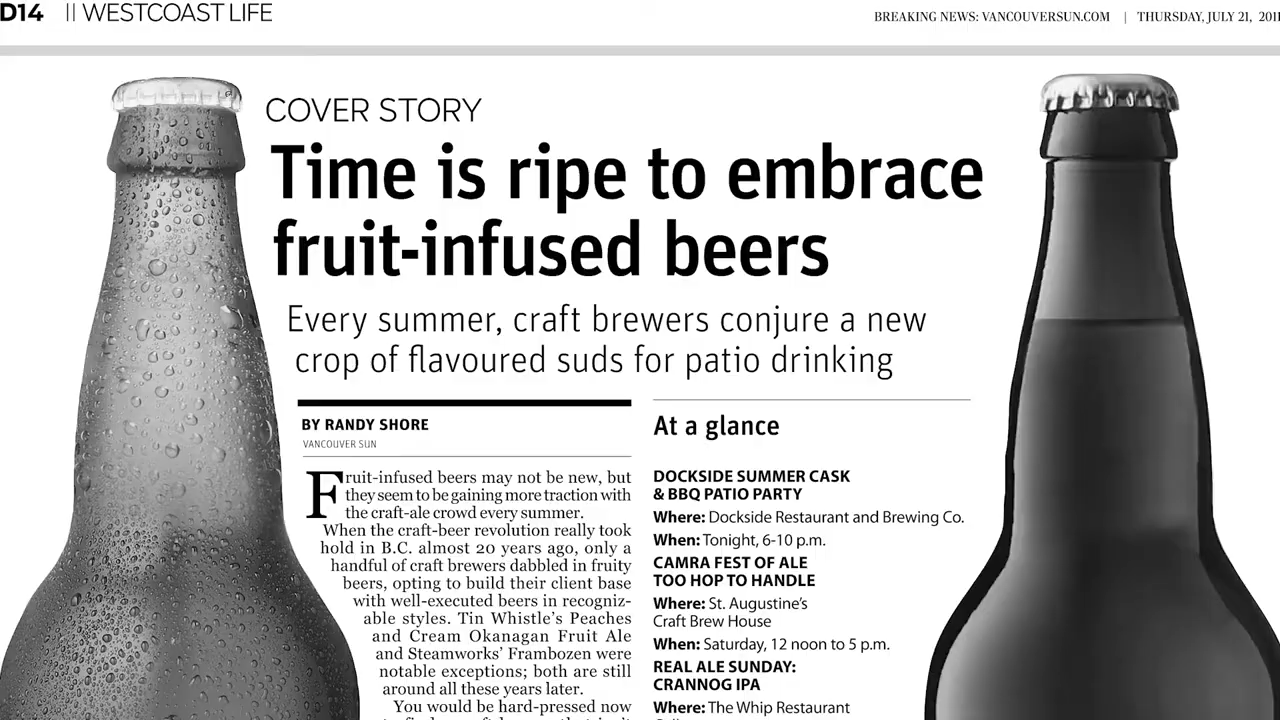 D14 || WESTCOAST LIFE
BREAKING NEWS: VANCOUVERSUN.COM | THURSDAY, JULY 21, 2011
COVER STORY
Time is ripe to embrace
fruit-infused beers
Every summer, craft brewers conjure a new
crop of flavoured suds for patio drinking
BY RANDY SHORE
VANCOUVER SUN
Fruit-infused beers may not be new, but
they seem to be gaining more traction with
the craft-ale crowd every summer.
When the craft-beer revolution really took
hold in B.C. almost 20 years ago, only a
handful of craft brewers dabbled in fruity
beers, opting to build their client base
with well-executed beers in recogniz-
able styles. Tin Whistle's Peaches
and Cream Okanagan Fruit Ale
and Steamworks' Frambozen were
notable exceptions; both are still
around all these years later.
You would be hard-pressed now
At a glance
DOCKSIDE SUMMER CASK
& BBQ PATIO PARTY
Where: Dockside Restaurant and Brewing Co.
When: Tonight, 6-10 p.m.
CAMRA FEST OF ALE
TOO HOP TO HANDLE
Where: St. Augustine's
Craft Brew House
When: Saturday, 12 noon to 5 p.m.
REAL ALE SUNDAY:
CRANNOG IPA
Where: The Whip Restaurant